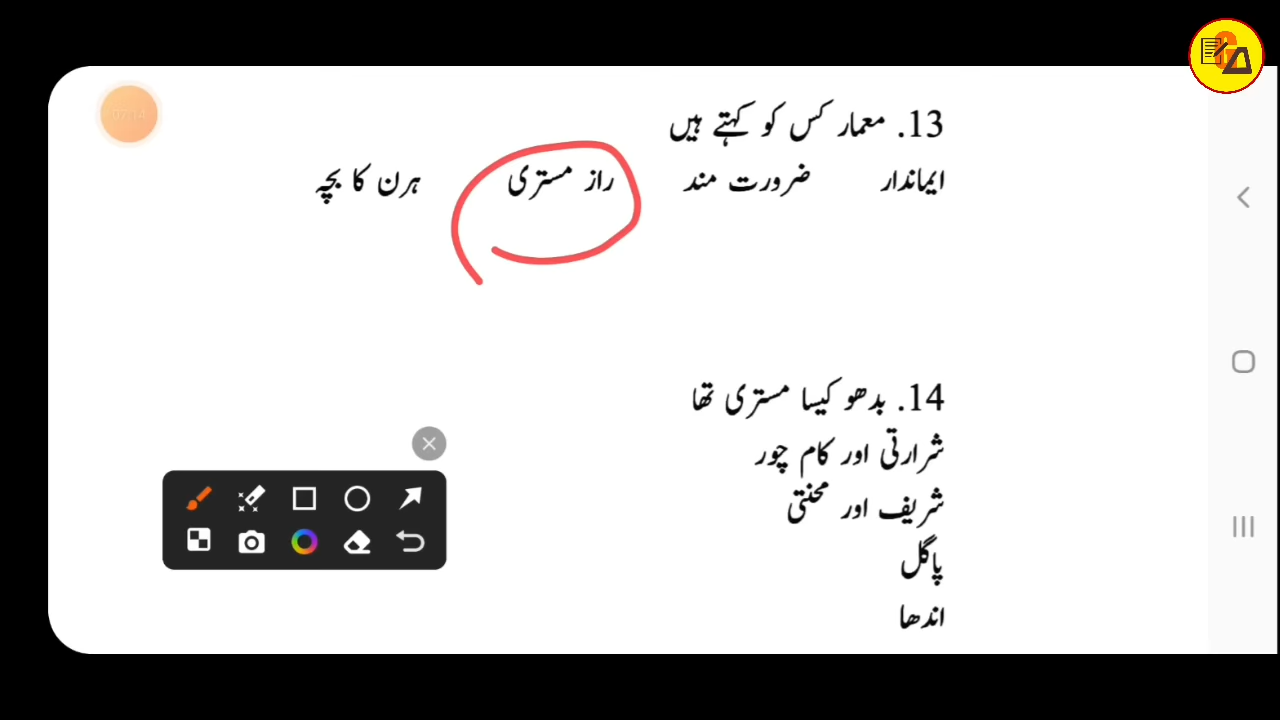 13. معمار کس کو کہتے ہیں
ایماندار ضرورت مند راز مستری ہرن کا بچہ
14. بدھو کیسا مستری تھا
شرارتی اور کام چور
شریف اور محنتی
پاگل
اندھا